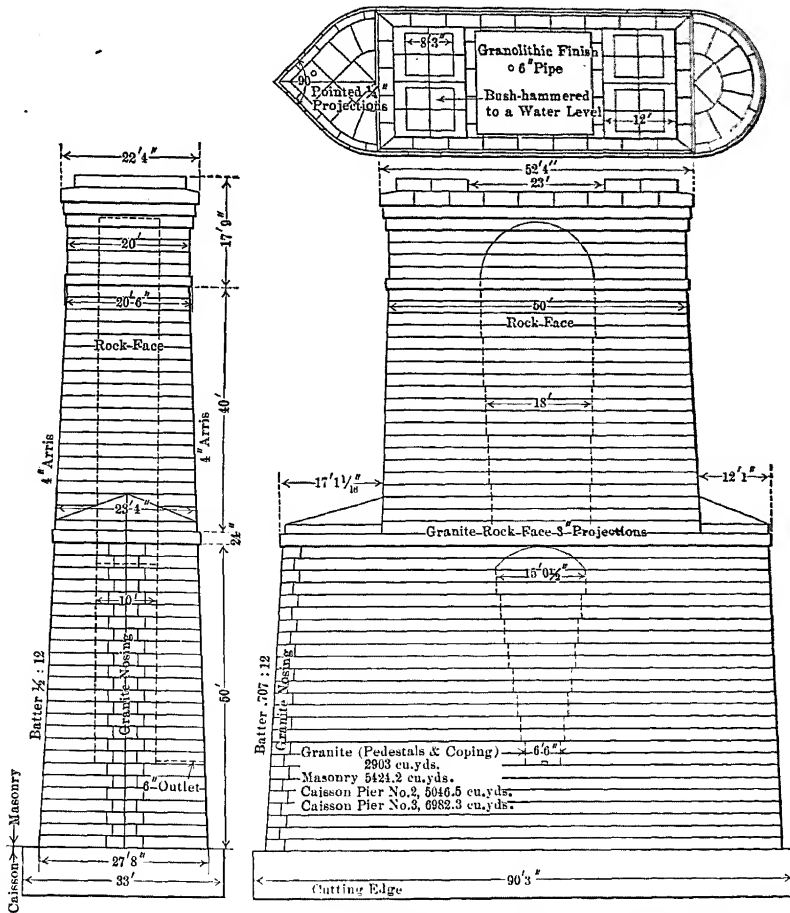 8'3"
Granolithic Finish
6" Pipe
90°
Pointed ¼"
Projections
Bush-hammered
to a Water Level
12'
22'4"
52'4"
23'
17'9"
20'
20'6"
50'
Rock-Face
Rock-Face
40'
18'
4" Arris
4" Arris
17'1 1/16"
12'1"
23'4"
24"
Granite-Rock-Face-3" Projections
15'0½"
10'
50'
Granite-Nosing
Batter ½ : 12
Batter .707 : 12
Granite Nosing
6'6"
Granite (Pedestals & Coping)
2903 cu.yds.
Masonry 5424.2 cu.yds.
Caisson Pier No.2, 5046.5 cu.yds.
Caisson Pier No.3, 6982.3 cu.yds.
6" Outlet
Masonry
Caisson
27'8"
33'
90'3"
Cutting Edge